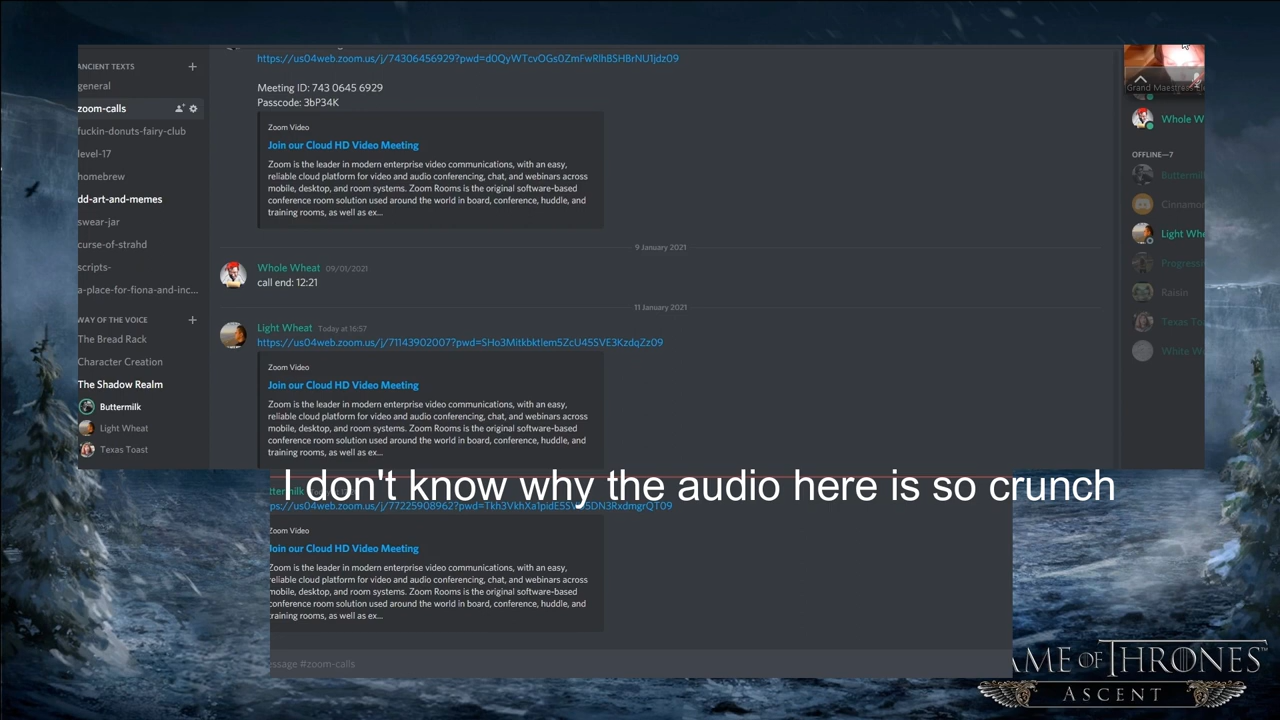 ANCIENT TEXTS
general
zoom-calls
fuckin-donuts-fairy-club
level-17
homebrew
dd-art-and-memes
swear-jar
curse-of-strahd
scripts-
a-place-for-fiona-and-inc...
WAY OF THE VOICE
The Bread Rack
Character Creation
The Shadow Realm
Buttermilk
Light Wheat
Texas Toast
https://us04web.zoom.us/j/74306456929?pwd=d0QyWTcvOGs0ZmFwRlhBSHBrNU1jdz09
Meeting ID: 743 0645 6929
Passcode: 3bP34K
Zoom Video
Join our Cloud HD Video Meeting
Zoom is the leader in modern enterprise video communications, with an easy,
reliable cloud platform for video and audio conferencing, chat, and webinars across
mobile, desktop, and room systems. Zoom Rooms is the original software-based
conference room solution used around the world in board, conference, huddle, and
training rooms, as well as ex...
9 January 2021
Whole Wheat 09/01/2021
call end: 12:21
11 January 2021
Light Wheat Today at 16:57
https://us04web.zoom.us/j/71143902007?pwd=SHo3MitkbktIem5ZcU455VE3KzdqZz09
Zoom Video
Join our Cloud HD Video Meeting
Zoom is the leader in modern enterprise video communications, with an easy,
reliable cloud platform for video and audio conferencing, chat, and webinars across
mobile, desktop, and room systems. Zoom Rooms is the original software-based
conference room solution used around the world in board, conference, huddle, and
training rooms, as well as ex...
I don't know why the audio here is so crunch
Zoom Video
Join our Cloud HD Video Meeting
Zoom is the leader in modern enterprise video communications, with an easy,
reliable cloud platform for video and audio conferencing, chat, and webinars across
mobile, desktop, and room systems. Zoom Rooms is the original software-based
conference room solution used around the world in board, conference, huddle, and
training rooms, as well as ex...
essage #zoom-calls
Grand Maestress
Whole W
OFFLINE—7
Buttermil
Cinnamo
Light Whe
Progress
Raisin
Texas To
White W
AME OF THRONES
ASCENT